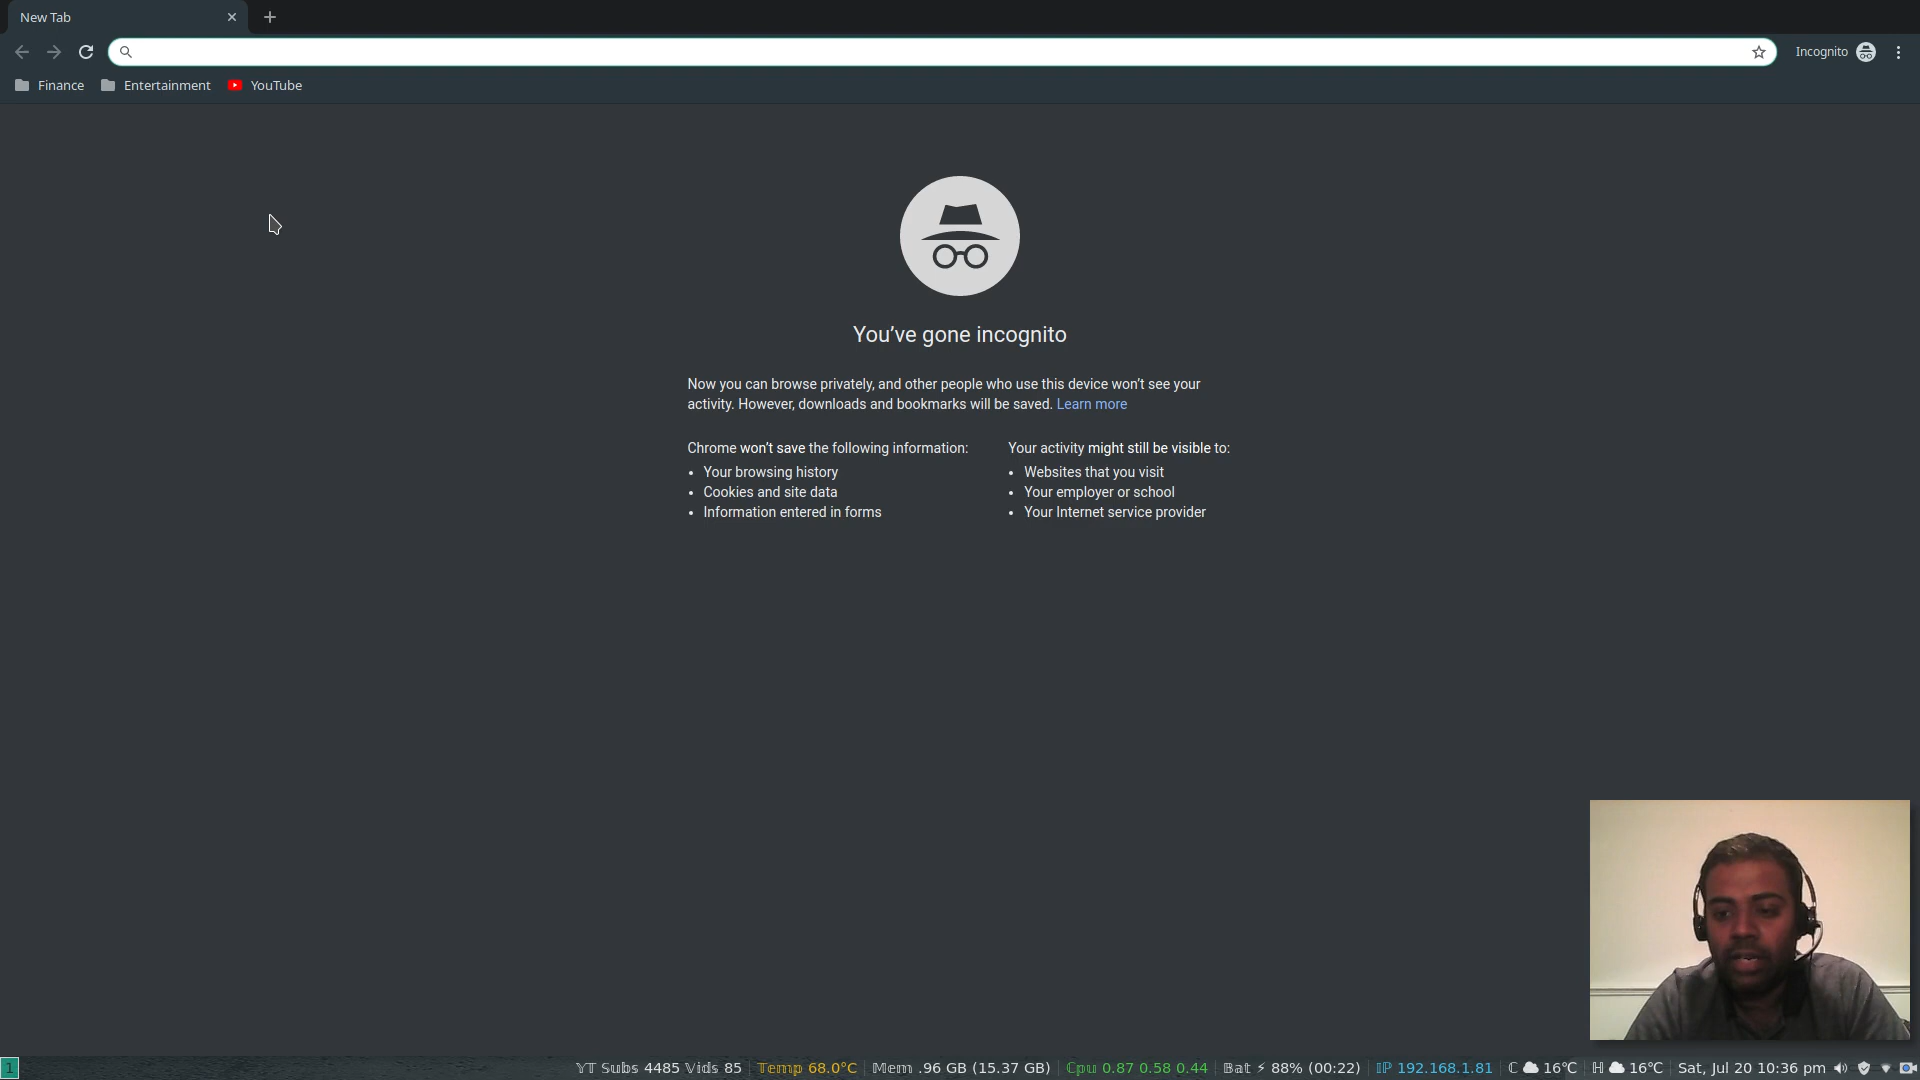 New Tab
Incognito
Finance Entertainment YouTube
You've gone incognito
Now you can browse privately, and other people who use this device won't see your
activity. However, downloads and bookmarks will be saved. Learn more
Chrome won't save the following information:
Your browsing history
Cookies and site data
Information entered in forms
Your activity might still be visible to:
Websites that you visit
Your employer or school
Your Internet service provider
1 YT Subs 4485 Vids 85 Temp 68.0°C Mem .96 GB (15.37 GB) Cpu 0.87 0.58 0.44 Bat ⚡ 88% (00:22) IP 192.168.1.81 C 16°C H 16°C Sat, Jul 20 10:36 pm